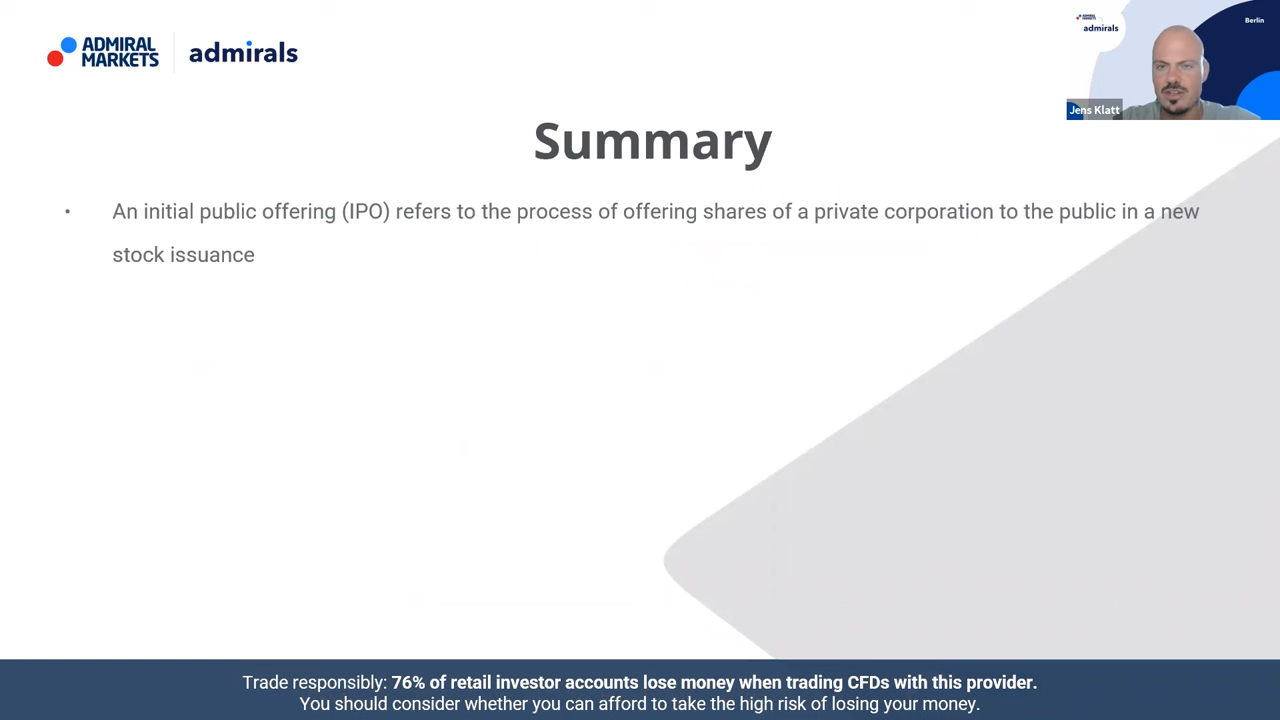 ADMIRAL
MARKETS
admirals
ADMIRAL
MARKETS
admirals
Berlin
Jens Klatt
Summary
• An initial public offering (IPO) refers to the process of offering shares of a private corporation to the public in a new
stock issuance
Trade responsibly: 76% of retail investor accounts lose money when trading CFDs with this provider.
You should consider whether you can afford to take the high risk of losing your money.